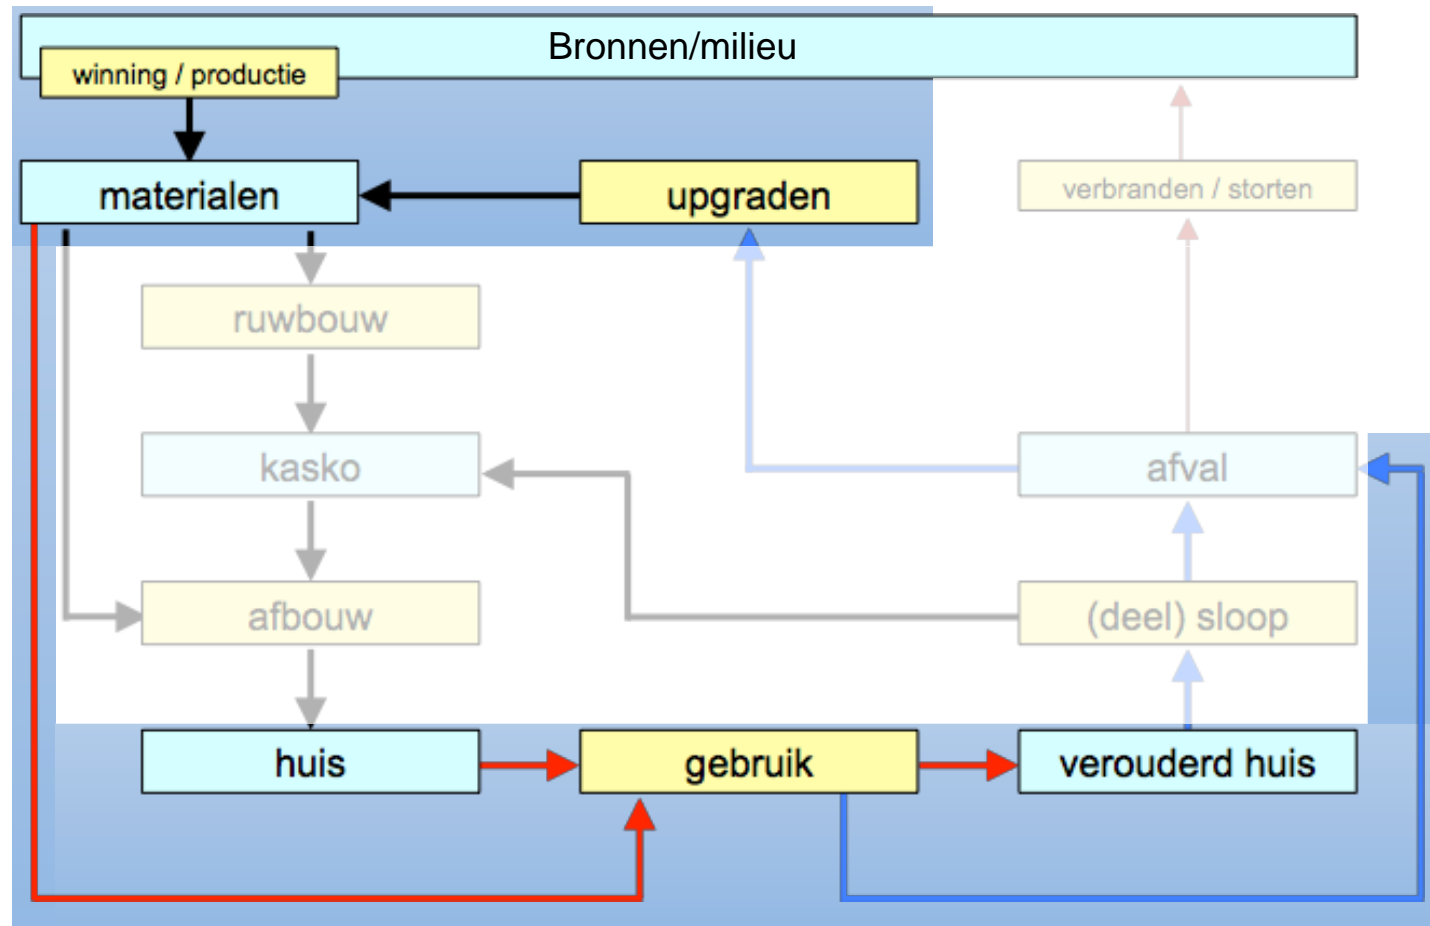 Bronnen/milieu
winning / productie
materialen
upgraden
verbranden / storten
ruwbouw
kasko
afval
afbouw
(deel) sloop
huis
gebruik
verouderd huis